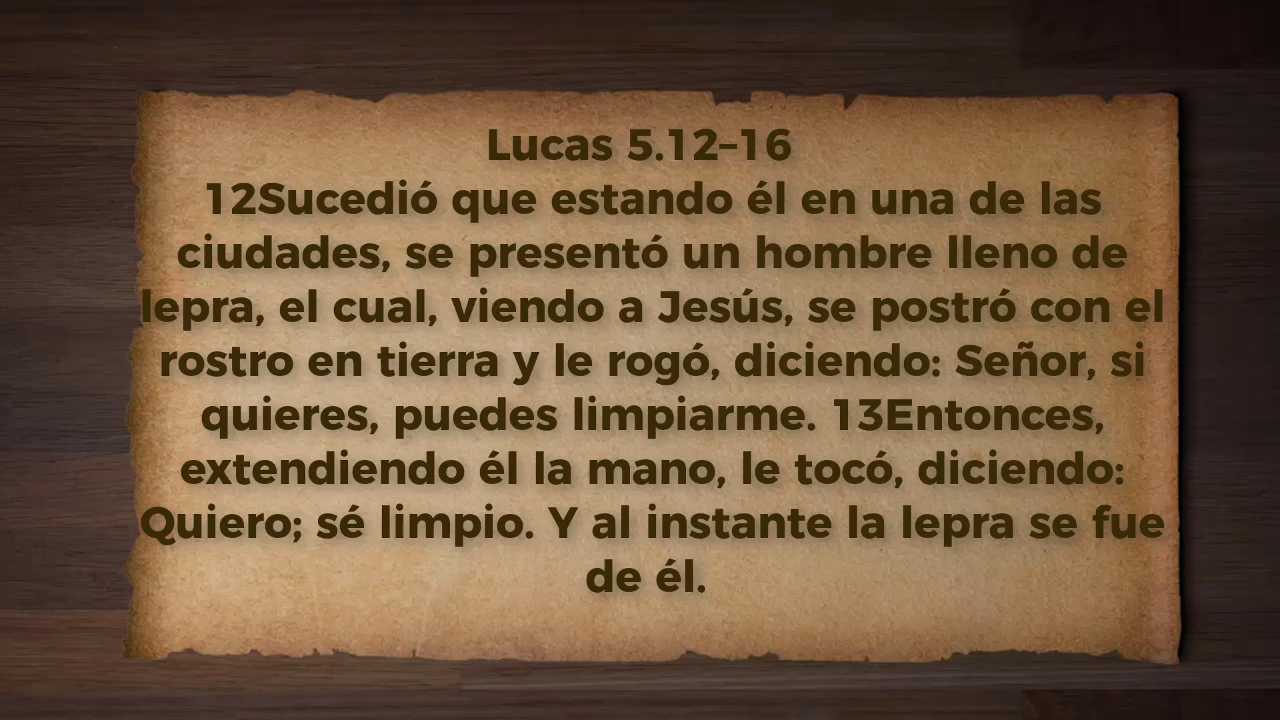 Lucas 5.12–16
12Sucedió que estando él en una de las
ciudades, se presentó un hombre lleno de
lepra, el cual, viendo a Jesús, se postró con el
rostro en tierra y le rogó, diciendo: Señor, si
quieres, puedes limpiarme. 13Entonces,
extendiendo él la mano, le tocó, diciendo:
Quiero; sé limpio. Y al instante la lepra se fue
de él.